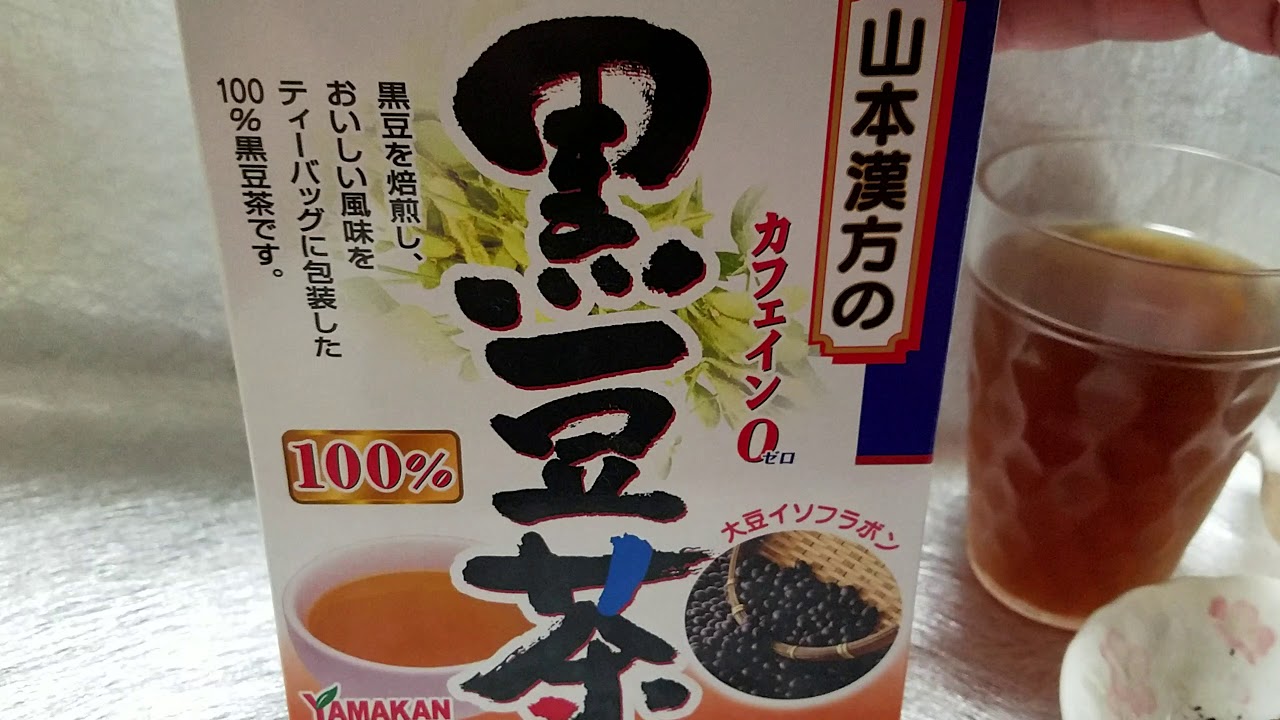 山本漢方の
カフェイン0
ゼロ
黒豆茶
黒豆を焙煎し、
おいしい風味を
ティーバッグに包装した
100%黒豆茶です。
100%
大豆イソフラボン
YAMAKAN